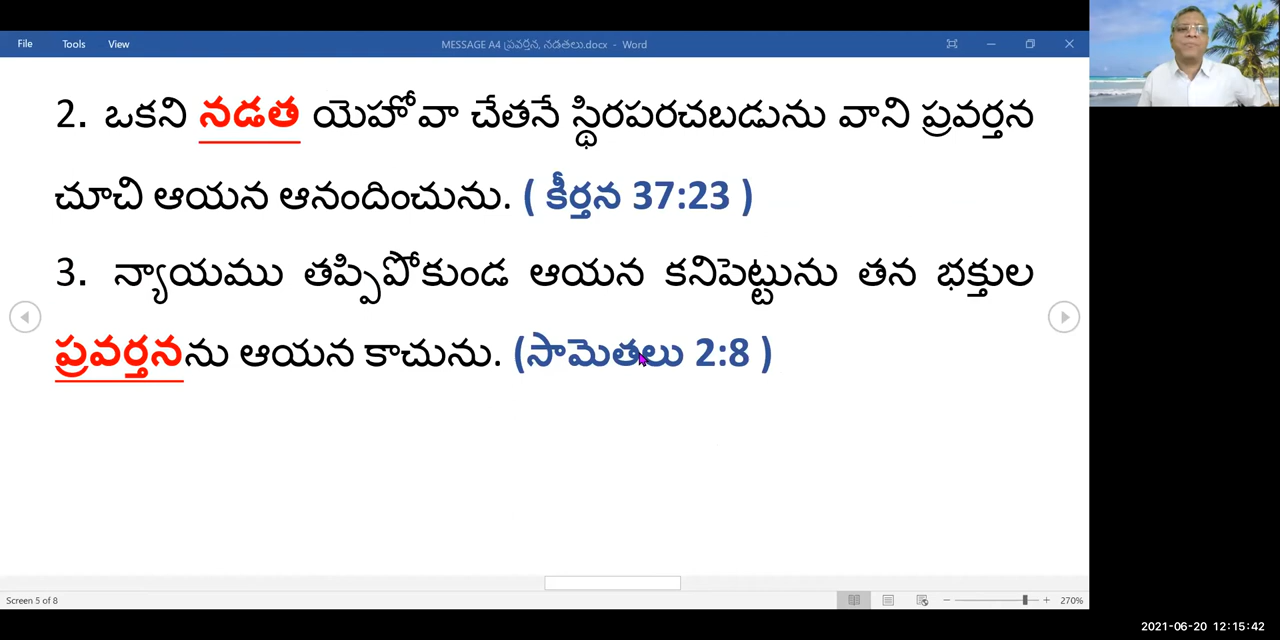 File Tools View MESSAGE A4 ప్రవర్తన, నడతలు.docx - Word
2. ఒకని నడత యెహోవా చేతనే స్థిరపరచబడును వాని ప్రవర్తన
చూచి ఆయన ఆనందించును. ( కీర్తన 37:23 )
3. న్యాయము తప్పిపోకుండ ఆయన కనిపెట్టును తన భక్తుల
ప్రవర్తనను ఆయన కాచును. (సామెతలు 2:8 )
Screen 5 of 8 270%
2021-06-20 12:15:42